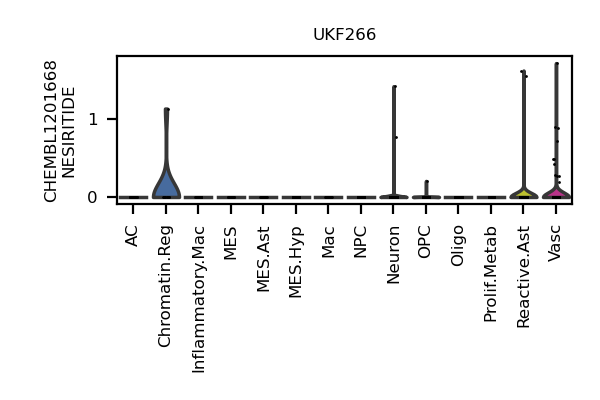 UKF266
CHEMBL1201668
NESIRITIDE
1
0
AC
Chromatin.Reg
Inflammatory.Mac
MES
MES.Ast
MES.Hyp
Mac
NPC
Neuron
OPC
Oligo
Prolif.Metab
Reactive.Ast
Vasc